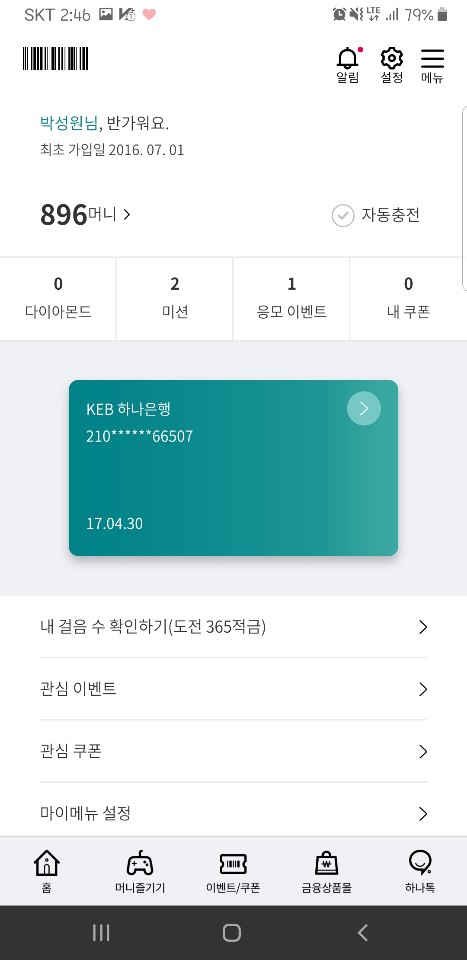 SKT 2:46 LTE 79%
알림 설정 메뉴
박성원님, 반가워요.
최초 가입일 2016. 07. 01
896머니 자동충전
0 2 1 0
다이아몬드 미션 응모 이벤트 내 쿠폰
KEB 하나은행
210******66507
17.04.30
내 걸음 수 확인하기(도전 365적금)
관심 이벤트
관심 쿠폰
마이메뉴 설정
홈 머니즐기기 이벤트/쿠폰 금융상품몰 하나톡